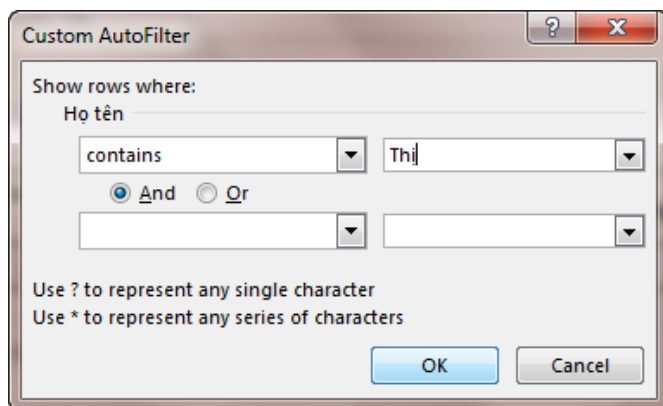 Custom AutoFilter
Show rows where:
Họ tên
contains Thi
And Or
Use ? to represent any single character
Use * to represent any series of characters
OK Cancel